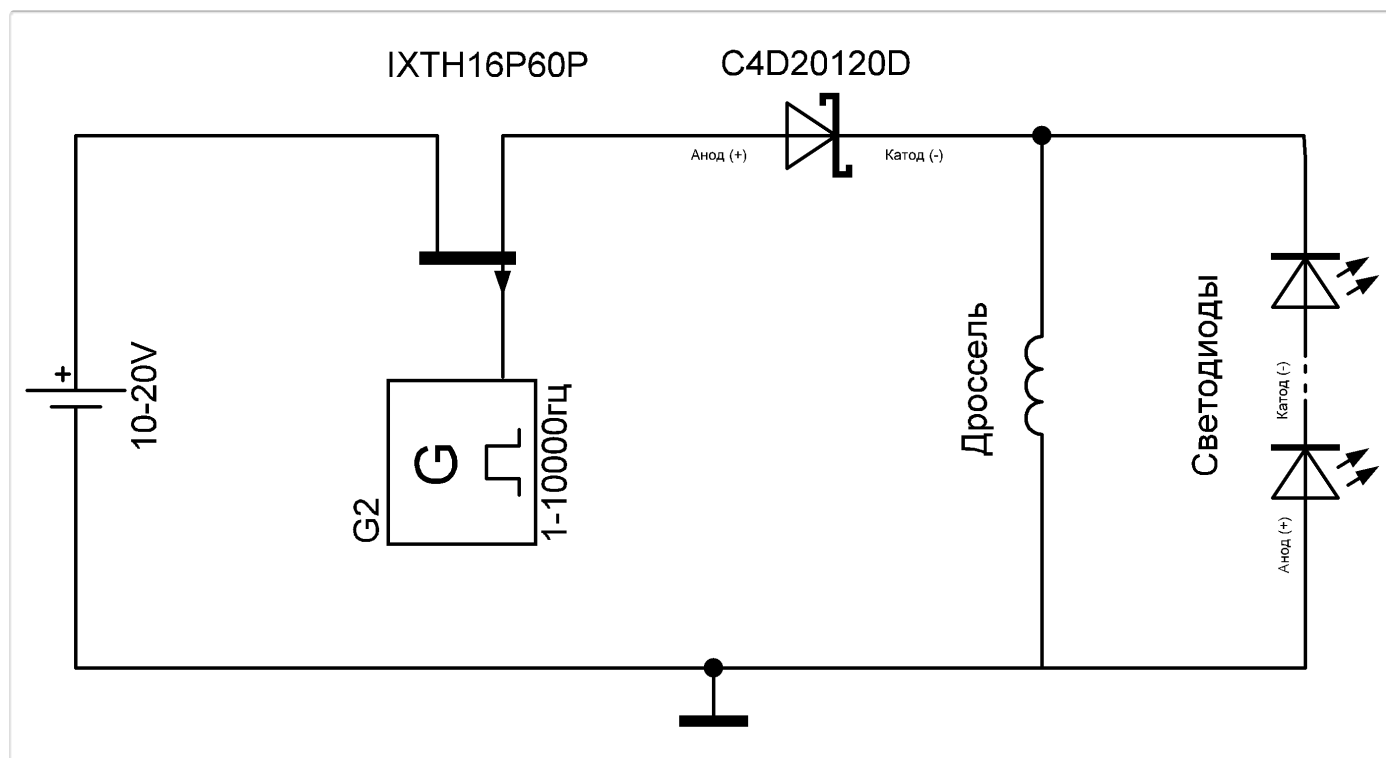 IXTH16P60P
C4D20120D
Анод (+)
Катод (-)
+
10-20V
G
G2
1-10000гц
Дроссель
Светодиоды
Катод (-)
Анод (+)